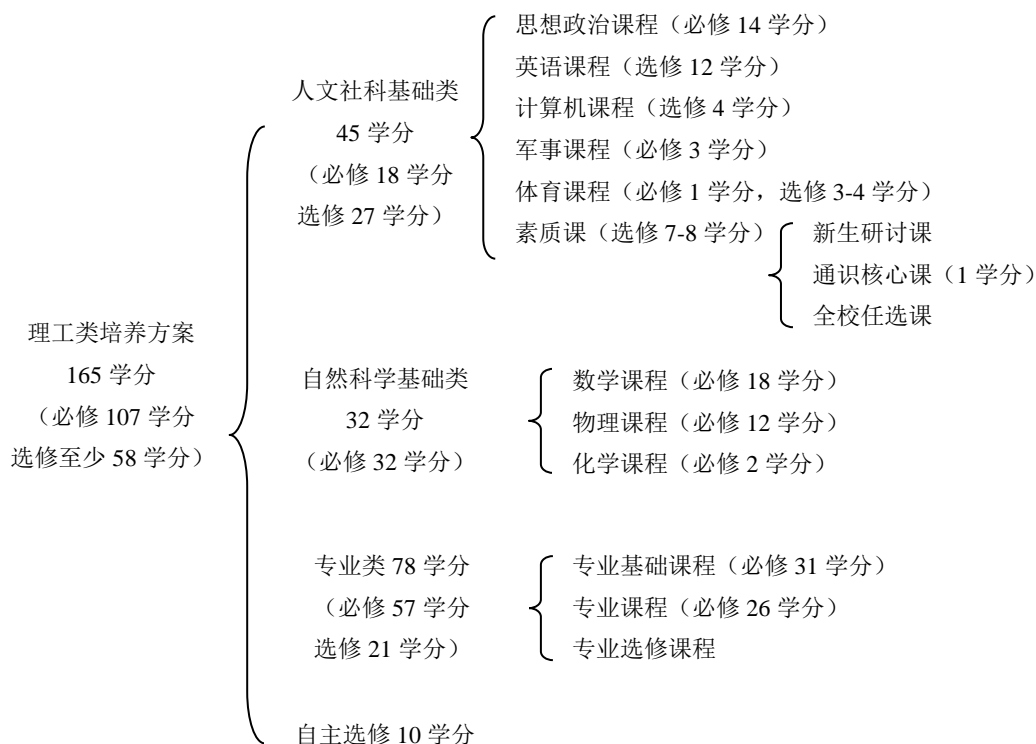 理工类培养方案
165 学分
（必修 107 学分
选修至少 58 学分）
人文社科基础类
45 学分
（必修 18 学分
选修 27 学分）
思想政治课程（必修 14 学分）
英语课程（选修 12 学分）
计算机课程（选修 4 学分）
军事课程（必修 3 学分）
体育课程（必修 1 学分，选修 3-4 学分）
素质课（选修 7-8 学分）
新生研讨课
通识核心课（1 学分）
全校任选课
自然科学基础类
32 学分
（必修 32 学分）
数学课程（必修 18 学分）
物理课程（必修 12 学分）
化学课程（必修 2 学分）
专业类 78 学分
（必修 57 学分
选修 21 学分）
专业基础课程（必修 31 学分）
专业课程（必修 26 学分）
专业选修课程
自主选修 10 学分